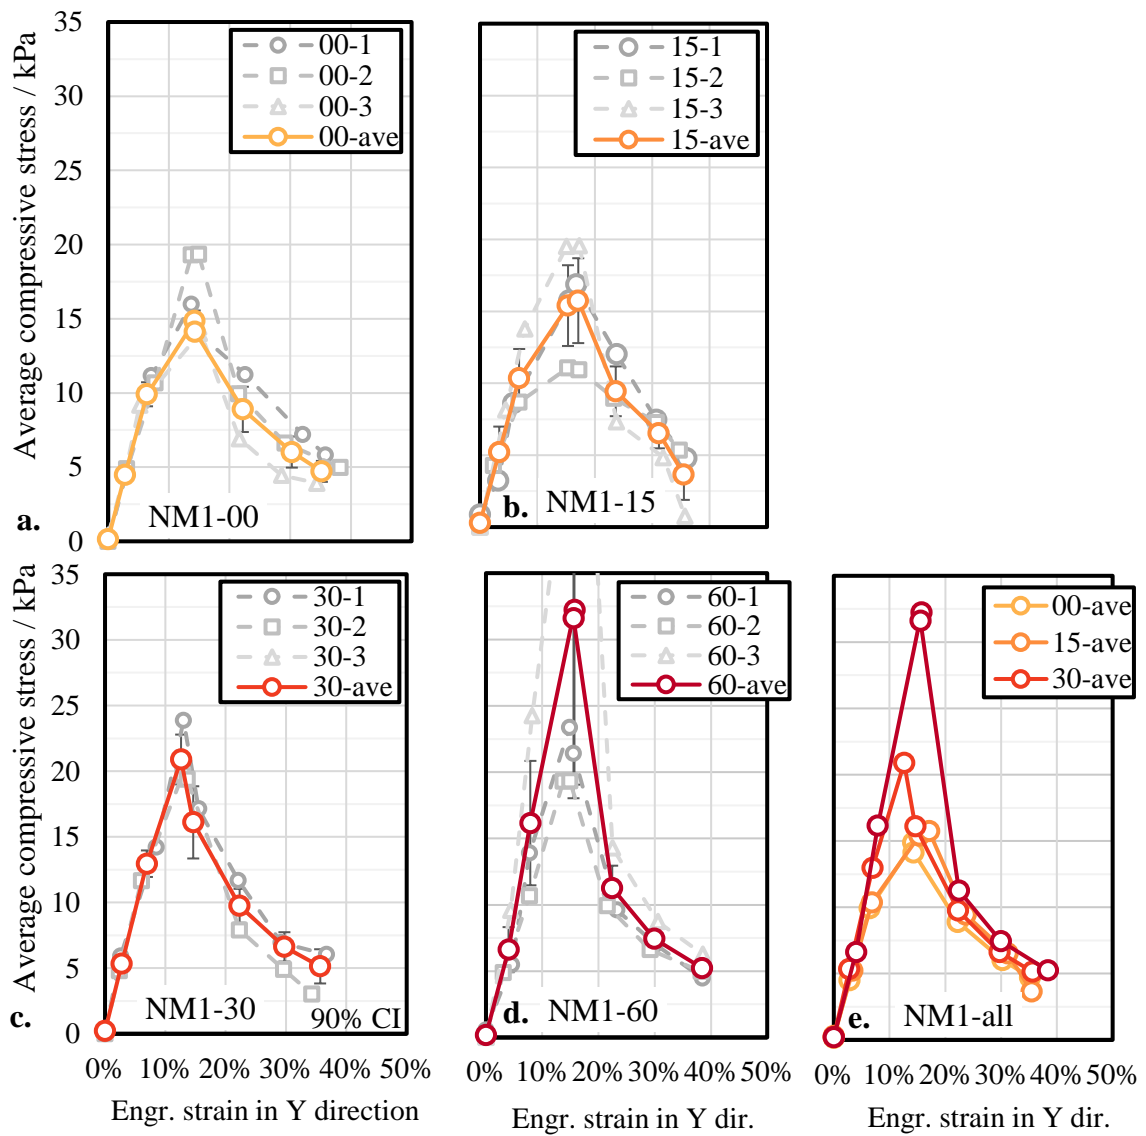 Average compressive stress / kPa
35
30
25
20
15
10
5
0
00-1
00-2
00-3
00-ave
a.
NM1-00
15-1
15-2
15-3
15-ave
b.
NM1-15
Average compressive stress / kPa
35
30
25
20
15
10
5
0
30-1
30-2
30-3
30-ave
c.
NM1-30
90% CI
0% 10% 20% 30% 40% 50%
Engr. strain in Y direction
60-1
60-2
60-3
60-ave
d.
NM1-60
0% 10% 20% 30% 40% 50%
Engr. strain in Y dir.
00-ave
15-ave
30-ave
e.
NM1-all
0% 10% 20% 30% 40% 50%
Engr. strain in Y dir.